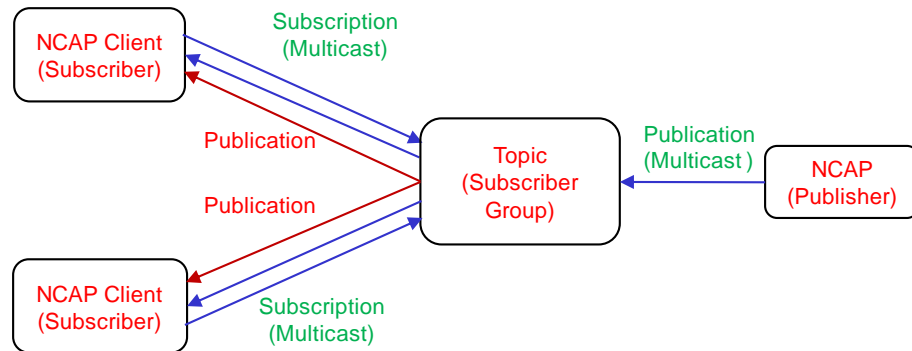 NCAP Client
(Subscriber)
Subscription
(Multicast)
Publication
Topic
(Subscriber
Group)
Publication
(Multicast )
NCAP
(Publisher)
Publication
NCAP Client
(Subscriber)
Subscription
(Multicast)